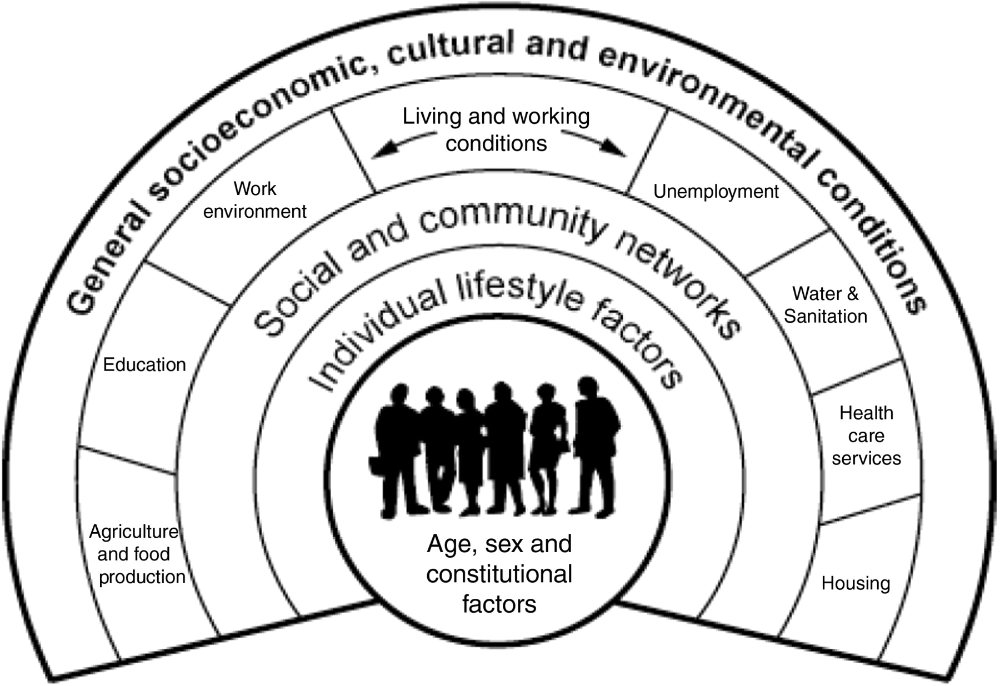 General socioeconomic, cultural and environmental conditions
Living and working
conditions
Work
environment
Unemployment
Education
Water &
Sanitation
Agriculture
and food
production
Health
care
services
Housing
Social and community networks
Individual lifestyle factors
Age, sex and
constitutional
factors